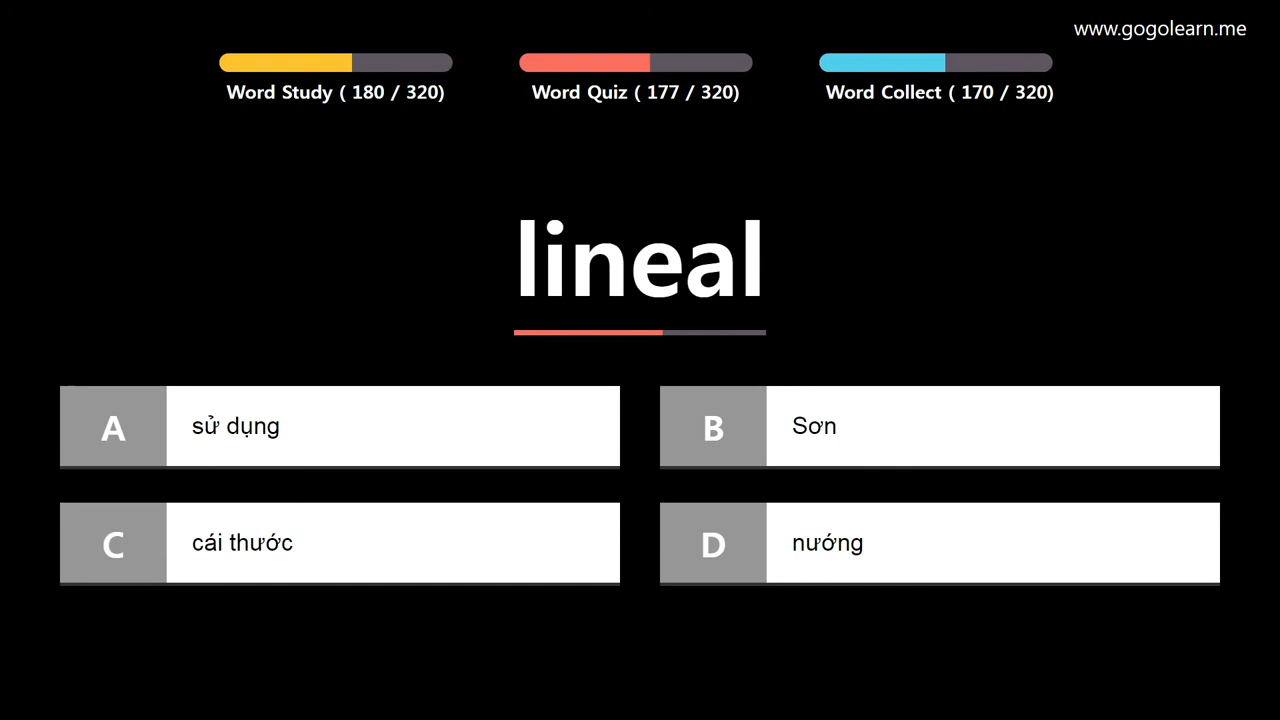 www.gogolearn.me
Word Study ( 180 / 320)
Word Quiz ( 177 / 320)
Word Collect ( 170 / 320)
lineal
A sử dụng
B Sơn
C cái thước
D nướng